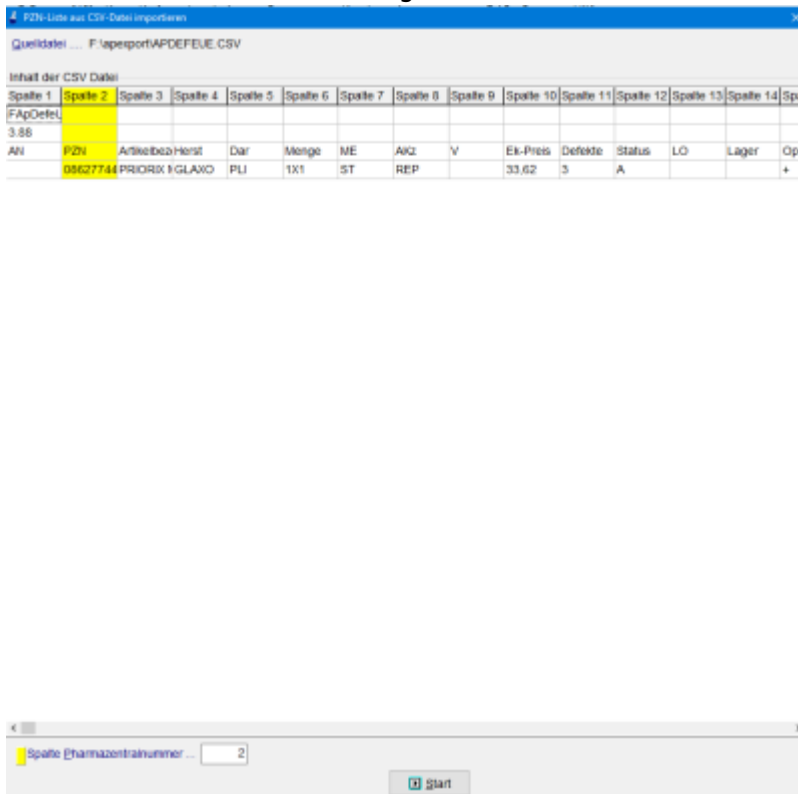 PZN-Liste aus CSV-Datei importieren
Quelldatei .... F:\apexport\APDEFEUE.CSV
Inhalt der CSV Datei
Spalte 1 Spalte 2 Spalte 3 Spalte 4 Spalte 5 Spalte 6 Spalte 7 Spalte 8 Spalte 9 Spalte 10 Spalte 11 Spalte 12 Spalte 13 Spalte 14 Sp
FApDefeU
3.88
AN PZN Artikelbez Herst Dar Menge ME AKz V Ek-Preis Defekte Status LO Lager Op
08627744 PRIORIX GLAXO PLI 1X1 ST REP 33,62 3 A +
Spalte Pharmazentralnummer ... 2
Start